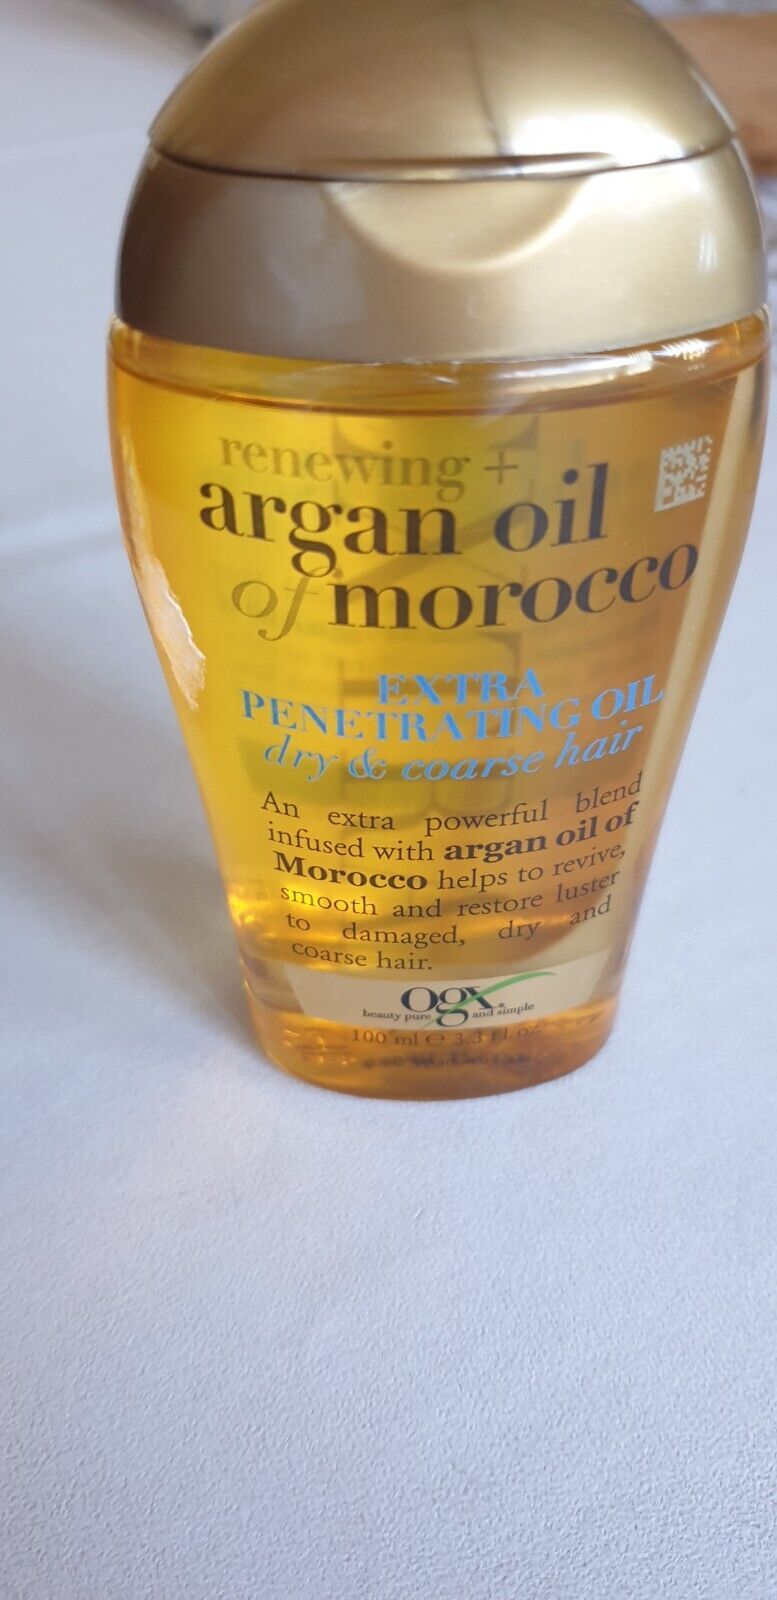 renewing +
argan oil
of morocco
EXTRA
PENETRATING OIL
dry & coarse hair
An extra powerful blend
infused with argan oil of
Morocco helps to revive,
smooth and restore luster
to damaged, dry and
coarse hair.
ogx®
beauty pure and simple
100 ml ℮ 3.3 fl. oz